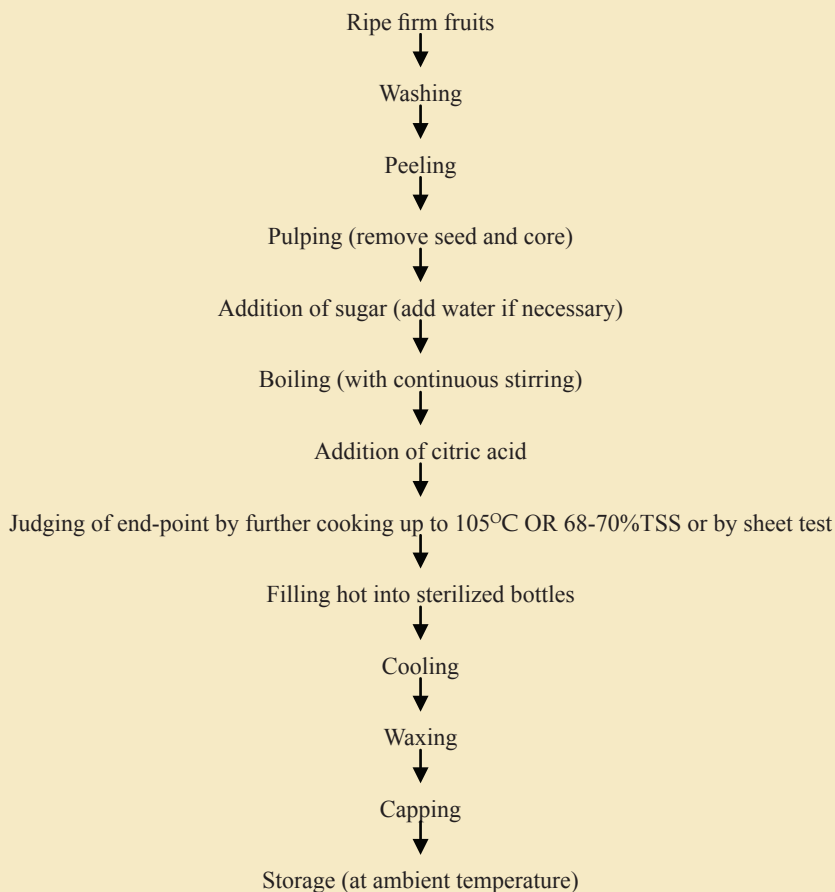 Ripe firm fruits
Washing
Peeling
Pulping (remove seed and core)
Addition of sugar (add water if necessary)
Boiling (with continuous stirring)
Addition of citric acid
Judging of end-point by further cooking up to 105ᴼC OR 68-70%TSS or by sheet test
Filling hot into sterilized bottles
Cooling
Waxing
Capping
Storage (at ambient temperature)